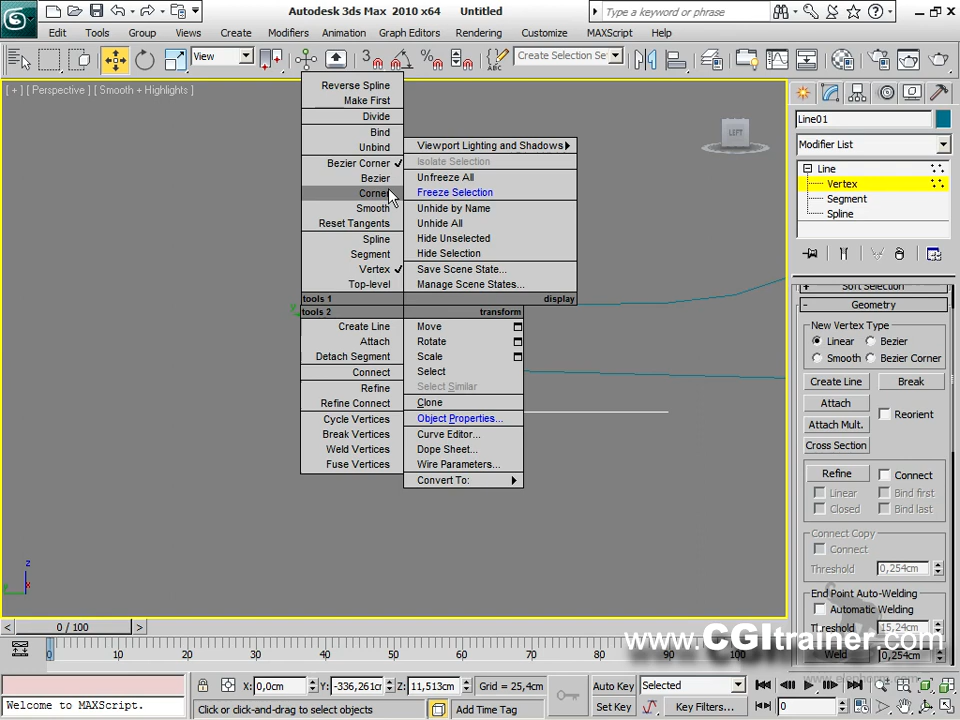 Autodesk 3ds Max 2010 x64 Untitled
Type a keyword or phrase
Edit Tools Group Views Create Modifiers Animation Graph Editors Rendering Customize MAXScript Help
View
Create Selection Se
[ + ] [ Perspective ] [ Smooth + Highlights ]
LEFT
Reverse Spline
Make First
Divide
Bind
Unbind
Bezier Corner
Bezier
Corner
Smooth
Reset Tangents
Spline
Segment
Vertex
Top-level
tools 1
Viewport Lighting and Shadows
Isolate Selection
Unfreeze All
Freeze Selection
Unhide by Name
Unhide All
Hide Unselected
Hide Selection
Save Scene State...
Manage Scene States...
display
tools 2
Create Line
Attach
Detach Segment
Connect
Refine
Refine Connect
Cycle Vertices
Break Vertices
Weld Vertices
Fuse Vertices
transform
Move
Rotate
Scale
Select
Select Similar
Clone
Object Properties...
Curve Editor...
Dope Sheet...
Wire Parameters...
Convert To:
Line01
Modifier List
Line
Vertex
Segment
Spline
Soft Selection
Geometry
New Vertex Type
Linear Bezier
Smooth Bezier Corner
Create Line Break
Attach Reorient
Attach Mult.
Cross Section
Refine Connect
Linear Bind first
Closed Bind last
Connect Copy
Connect
Threshold 0,254cm
End Point Auto-Welding
Automatic Welding
Threshold 15,24cm
Weld 0,254cm
z
x
www.CGItrainer.com
0 / 100
0 10 20 30 40 50 60 70 80 90 100
X: 0,0cm Y: -336,261cm Z: 11,513cm Grid = 25,4cm
Auto Key Selected
Set Key Key Filters...
0
Welcome to MAXScript.
Click or click-and-drag to select objects
Add Time Tag